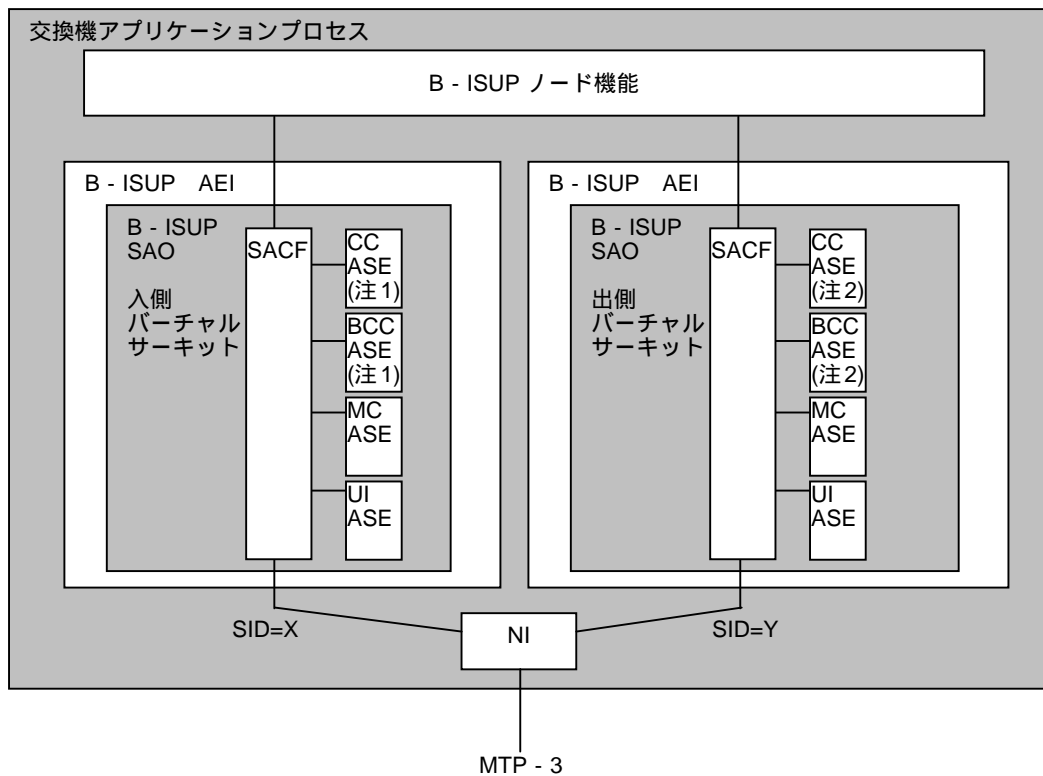 交換機アプリケーションプロセス
B - ISUP ノード機能
B - ISUP AEI
B - ISUP
SAO
入側
バーチャル
サーキット
SACF
CC
ASE
(注1)
BCC
ASE
(注1)
MC
ASE
UI
ASE
B - ISUP AEI
B - ISUP
SAO
出側
バーチャル
サーキット
SACF
CC
ASE
(注2)
BCC
ASE
(注2)
MC
ASE
UI
ASE
SID=X
NI
SID=Y
MTP - 3